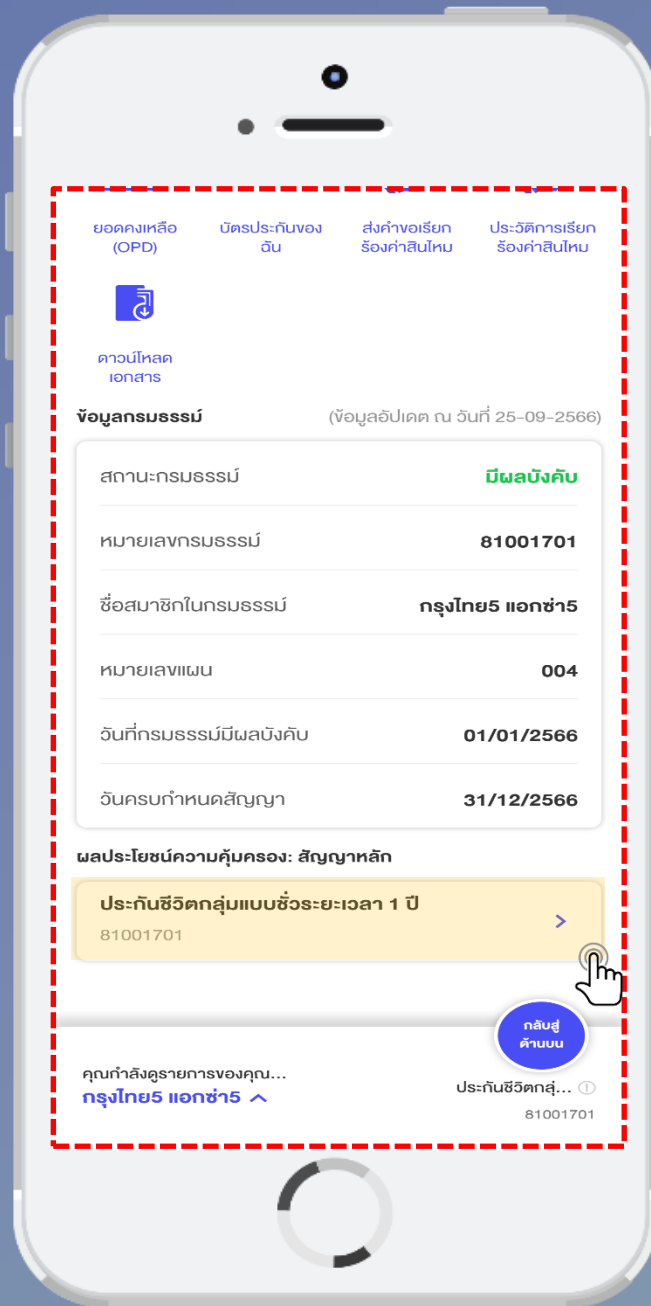 ยอดคงเหลือ บัตรประกันของ ส่งคำขอเรียก ประวัติการเรียก
(OPD) ฉัน ร้องค่าสินไหม ร้องค่าสินไหม
ดาวน์โหลด
เอกสาร
ข้อมูลกรมธรรม์ (ข้อมูลอัปเดต ณ วันที่ 25-09-2566)
สถานะกรมธรรม์ มีผลบังคับ
หมายเลขกรมธรรม์ 81001701
ชื่อสมาชิกในกรมธรรม์ กรุงไทย5 แอกซ่า5
หมายเลขแผน 004
วันที่กรมธรรม์มีผลบังคับ 01/01/2566
วันครบกำหนดสัญญา 31/12/2566
ผลประโยชน์ความคุ้มครอง: สัญญาหลัก
ประกันชีวิตกลุ่มแบบชั่วระยะเวลา 1 ปี
81001701
กลับสู่
ด้านบน
คุณกำลังดูรายการของคุณ...
กรุงไทย5 แอกซ่า5
ประกันชีวิตกลุ่...
81001701